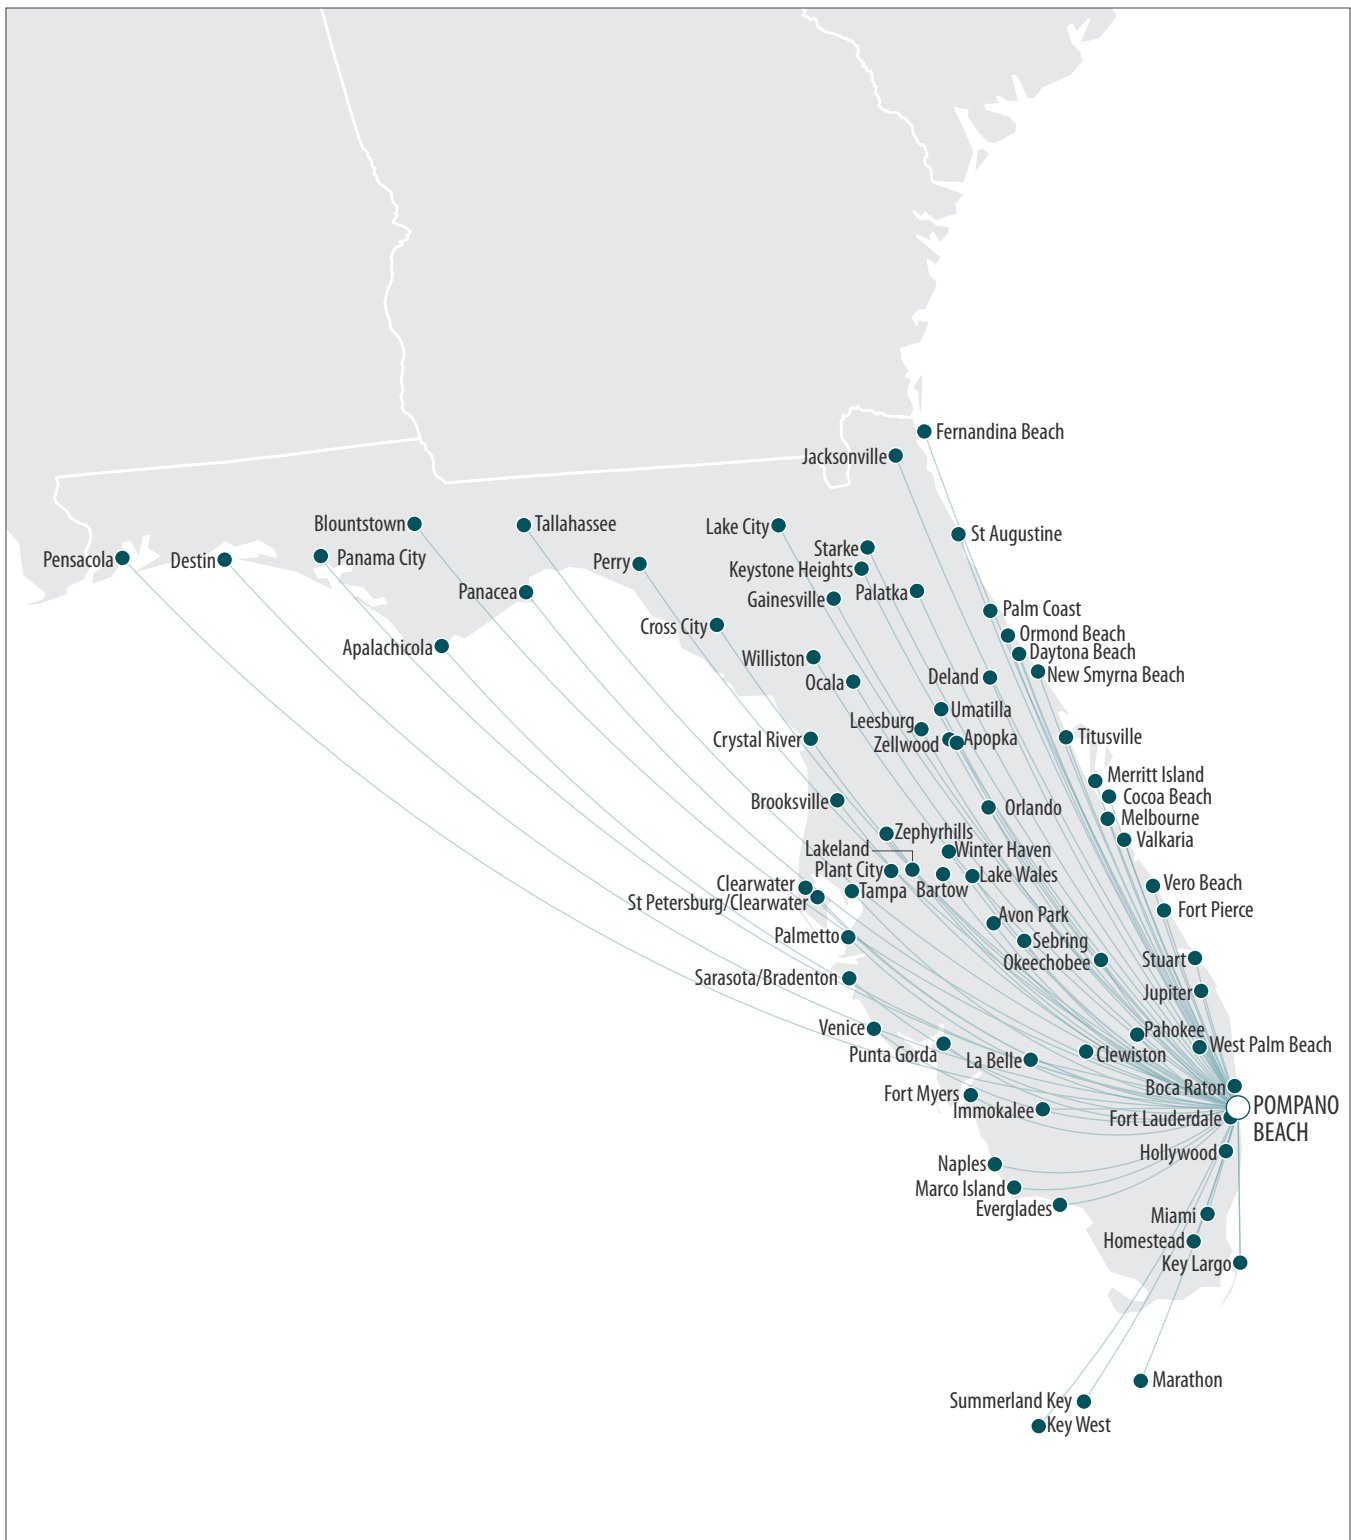 Fernandina Beach
Jacksonville
Blountstown
Tallahassee
Lake City
St Augustine
Pensacola
Destin
Panama City
Perry
Starke
Keystone Heights
Panacea
Gainesville
Palatka
Palm Coast
Cross City
Ormond Beach
Apalachicola
Daytona Beach
Williston
New Smyrna Beach
Ocala
Deland
Umatilla
Leesburg
Crystal River
Zellwood
Apopka
Titusville
Merritt Island
Cocoa Beach
Brooksville
Orlando
Melbourne
Zephyrhills
Valkaria
Lakeland
Winter Haven
Plant City
Lake Wales
Clearwater
Tampa
Bartow
Vero Beach
St Petersburg/Clearwater
Fort Pierce
Avon Park
Palmetto
Sebring
Okeechobee
Stuart
Sarasota/Bradenton
Jupiter
Venice
Pahokee
Punta Gorda
West Palm Beach
La Belle
Clewiston
Boca Raton
Fort Myers
Immokalee
POMPANO
BEACH
Fort Lauderdale
Hollywood
Naples
Marco Island
Everglades
Miami
Homestead
Key Largo
Marathon
Summerland Key
Key West